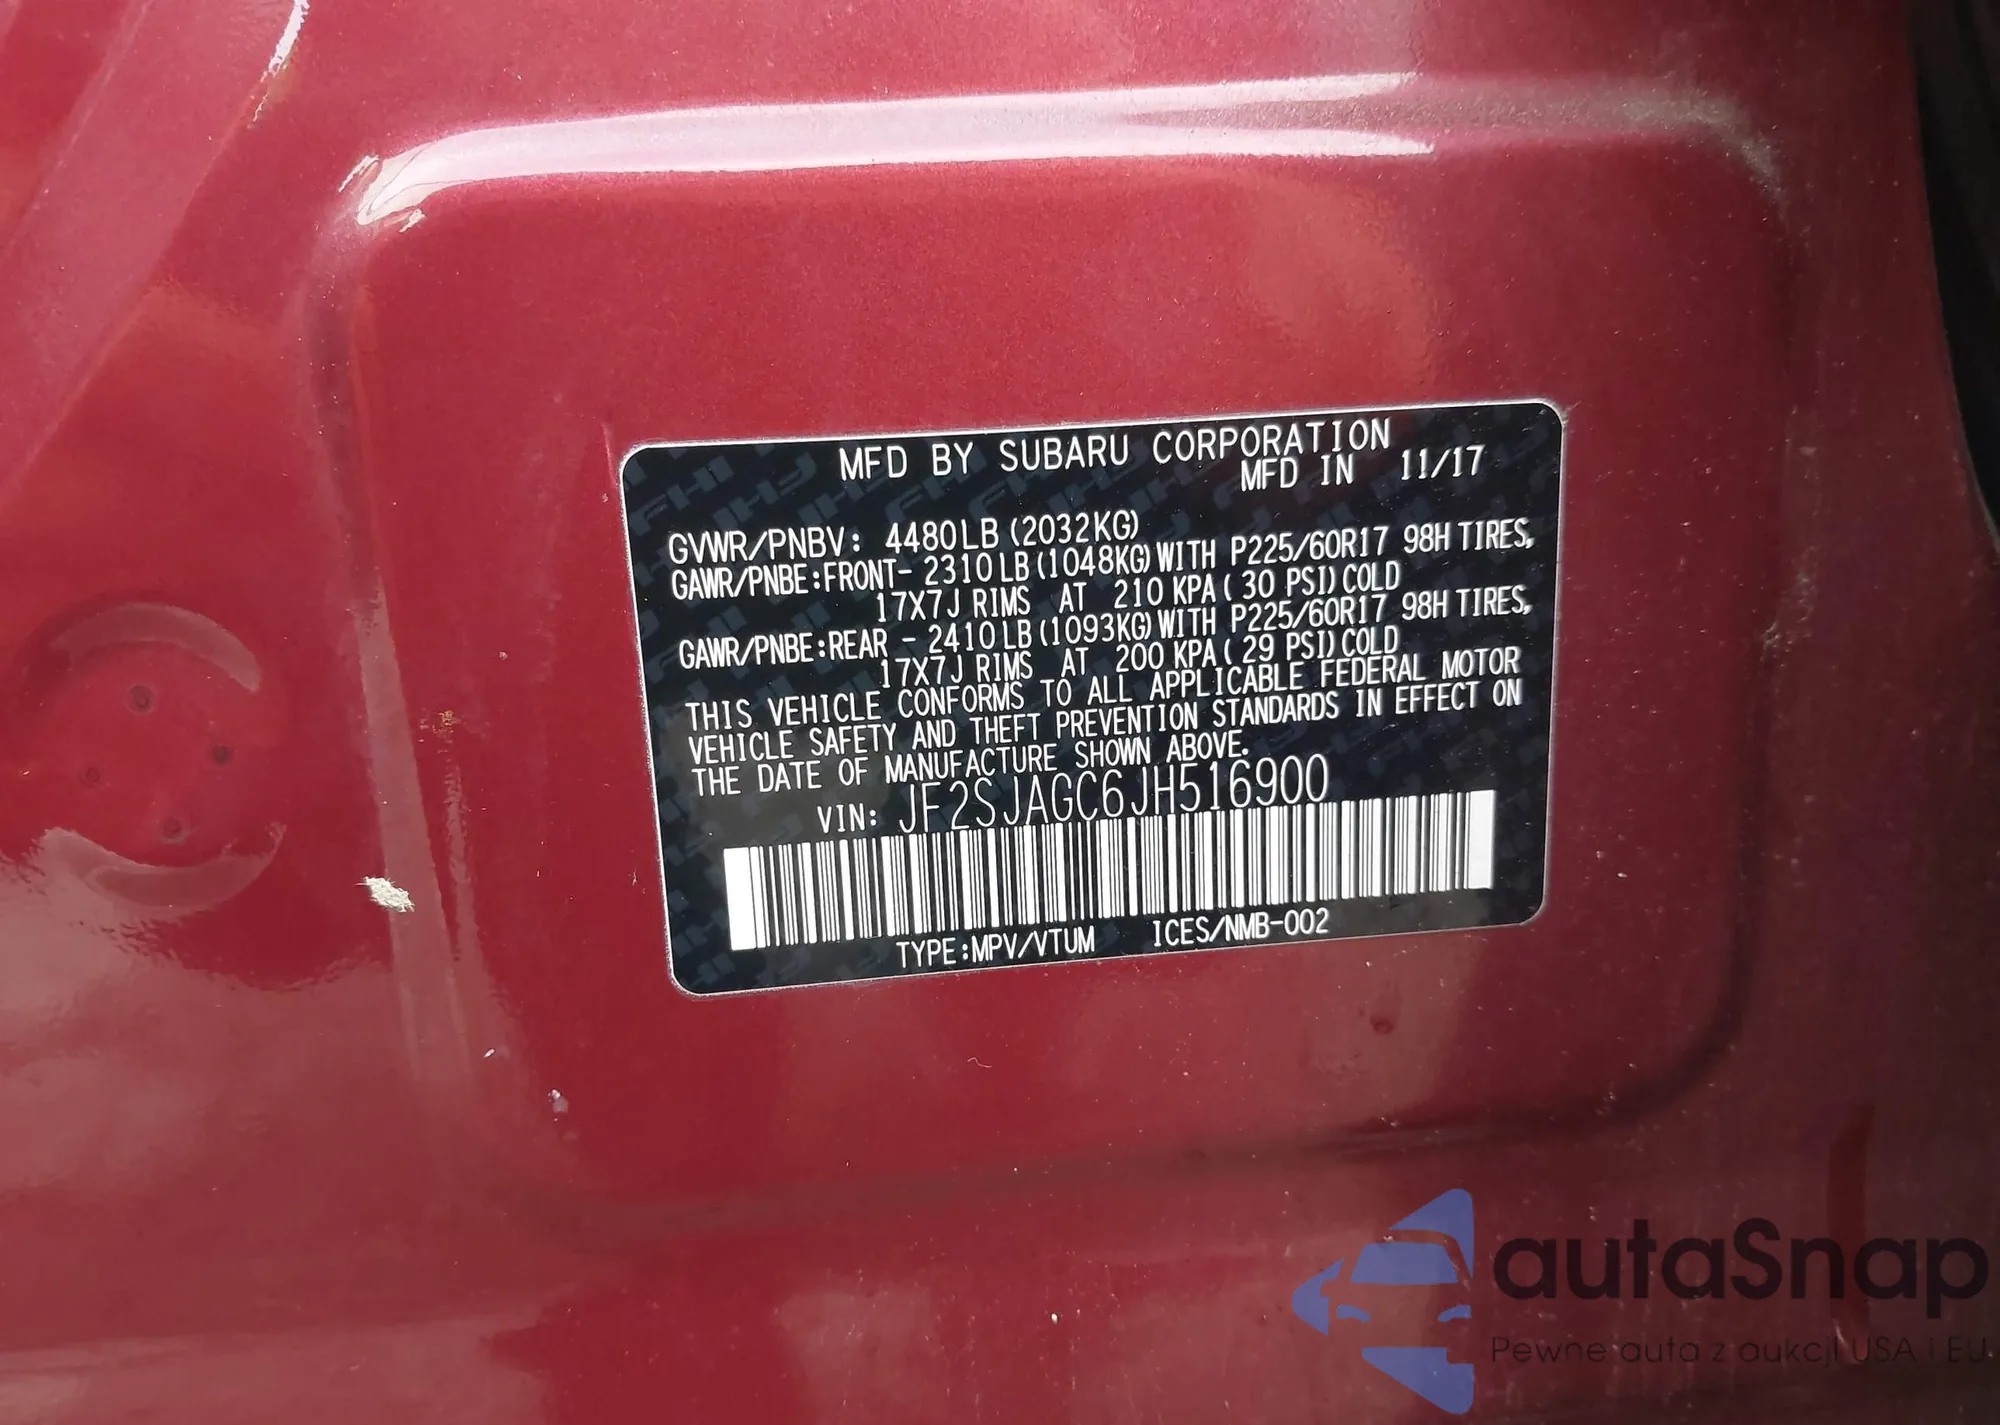 MFD BY SUBARU CORPORATION
MFD IN 11/17
GVWR/PNBV: 4480LB (2032KG)
GAWR/PNBE:FRONT- 2310LB (1048KG) WITH P225/60R17 98H TIRES,
17X7J RIMS AT 210 KPA ( 30 PSI) COLD
GAWR/PNBE:REAR - 2410LB (1093KG) WITH P225/60R17 98H TIRES,
17X7J RIMS AT 200 KPA ( 29 PSI) COLD
THIS VEHICLE CONFORMS TO ALL APPLICABLE FEDERAL MOTOR
VEHICLE SAFETY AND THEFT PREVENTION STANDARDS IN EFFECT ON
THE DATE OF MANUFACTURE SHOWN ABOVE.
VIN: JF2SJAGC6JH516900
TYPE:MPV/VTUM ICES/NMB-002
autaSnap
Pewne auta z aukcji USA i EU